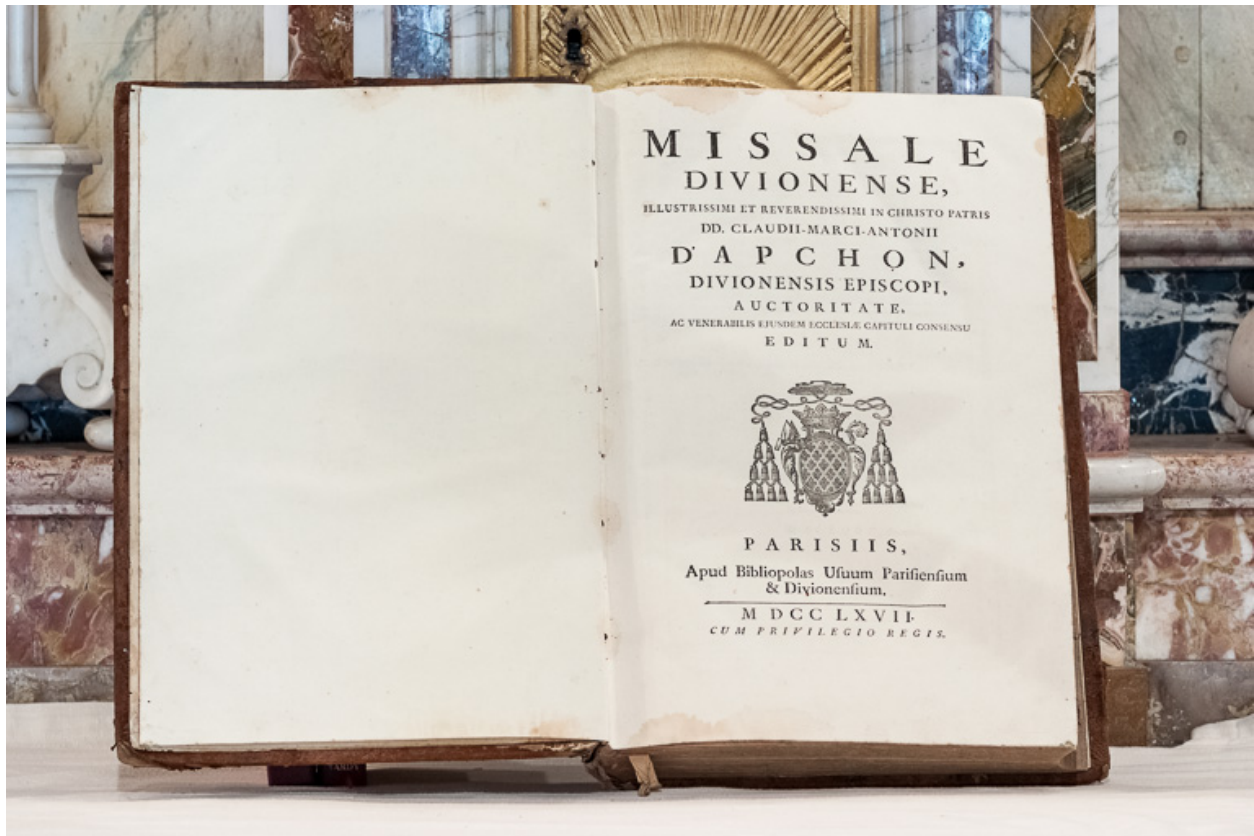 MISSALE
DIVIONENSE,
ILLUSTRISSIMI ET REVERENDISSIMI IN CHRISTO PATRIS
DD. CLAUDII-MARCI-ANTONII
D'APCHON,
DIVIONENSIS EPISCOPI,
AUCTORITATE,
AC VENERABILIS EJUSDEM ECCLESIÆ CAPITULI CONSENSU
EDITUM.
PARISIIS,
Apud Bibliopolas Uſuum Pariſienſium
& Divionenſium.
M DCC LXVII.
CUM PRIVILEGIO REGIS.